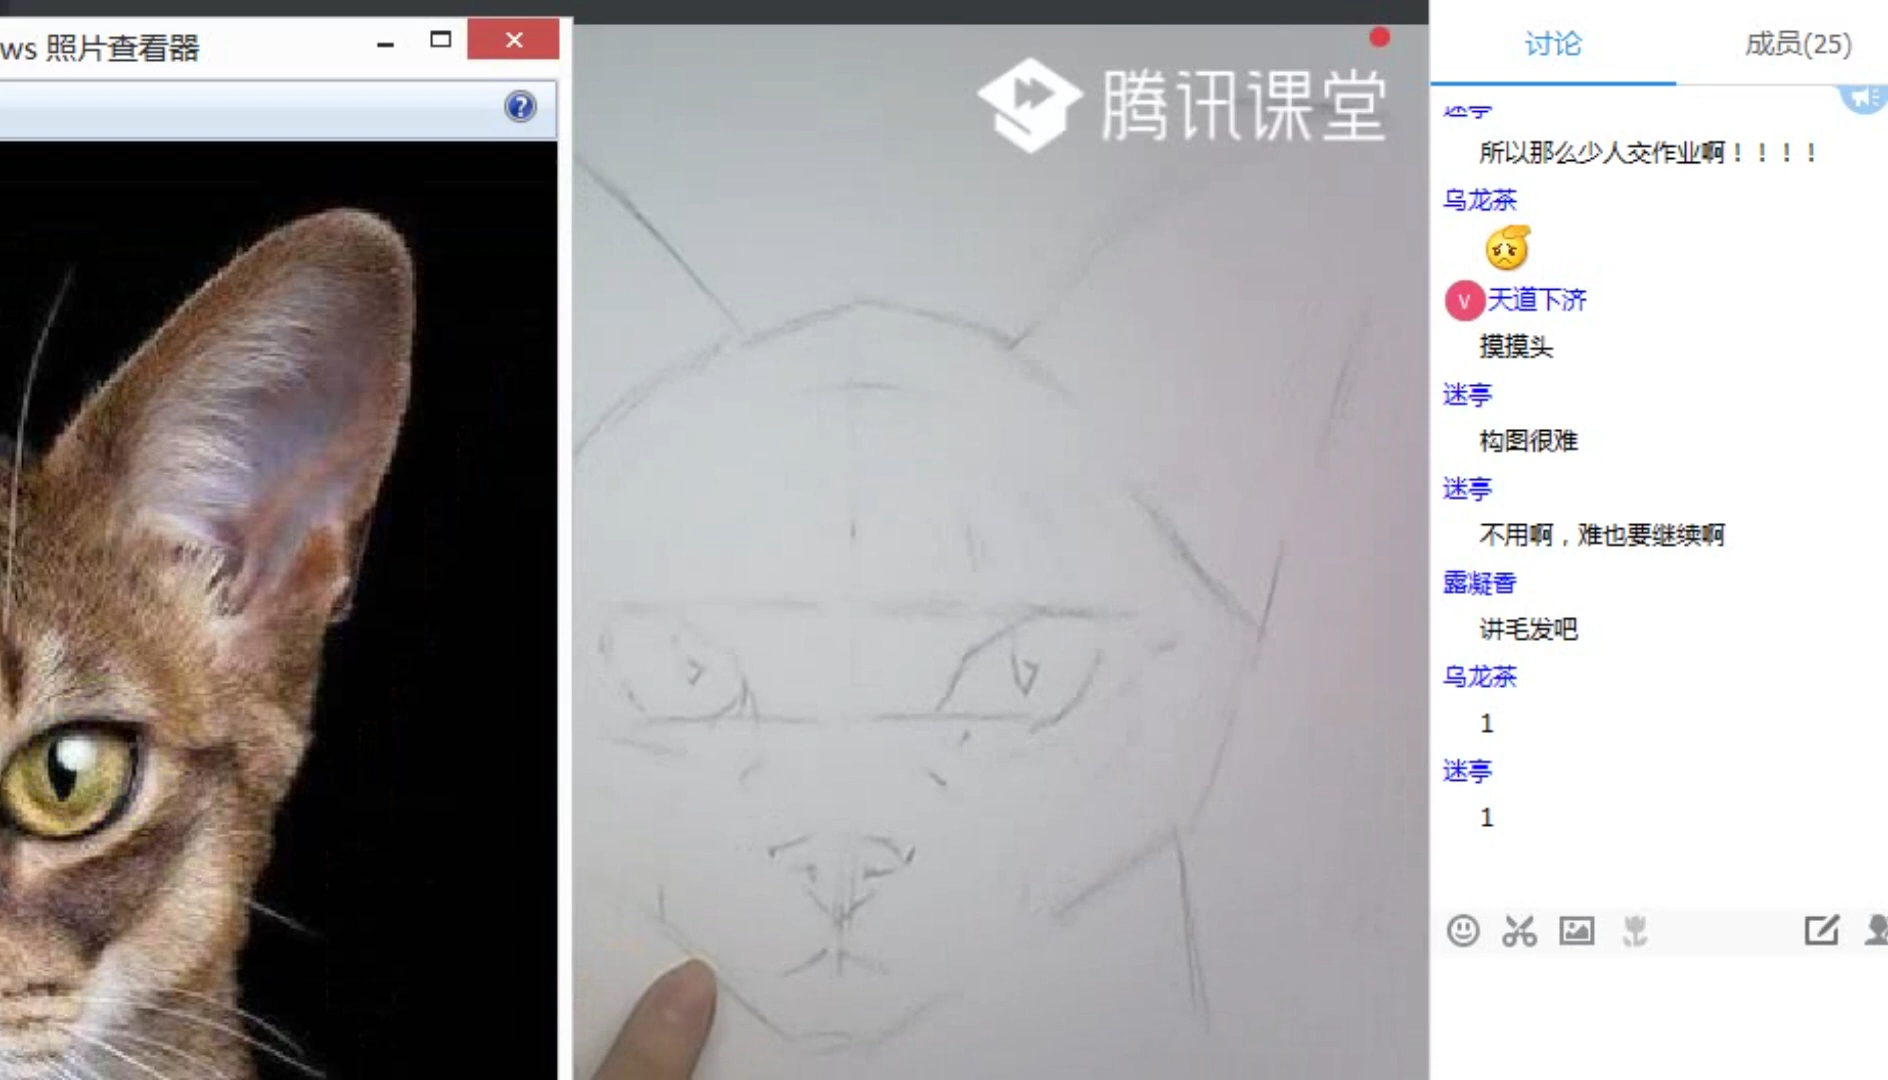 ws 照片查看器
腾讯课堂
讨论
成员(25)
迷亭
所以那么少人交作业啊！！！！
乌龙茶
V 天道下济
摸摸头
迷亭
构图很难
迷亭
不用啊，难也要继续啊
露凝香
讲毛发吧
乌龙茶
1
迷亭
1